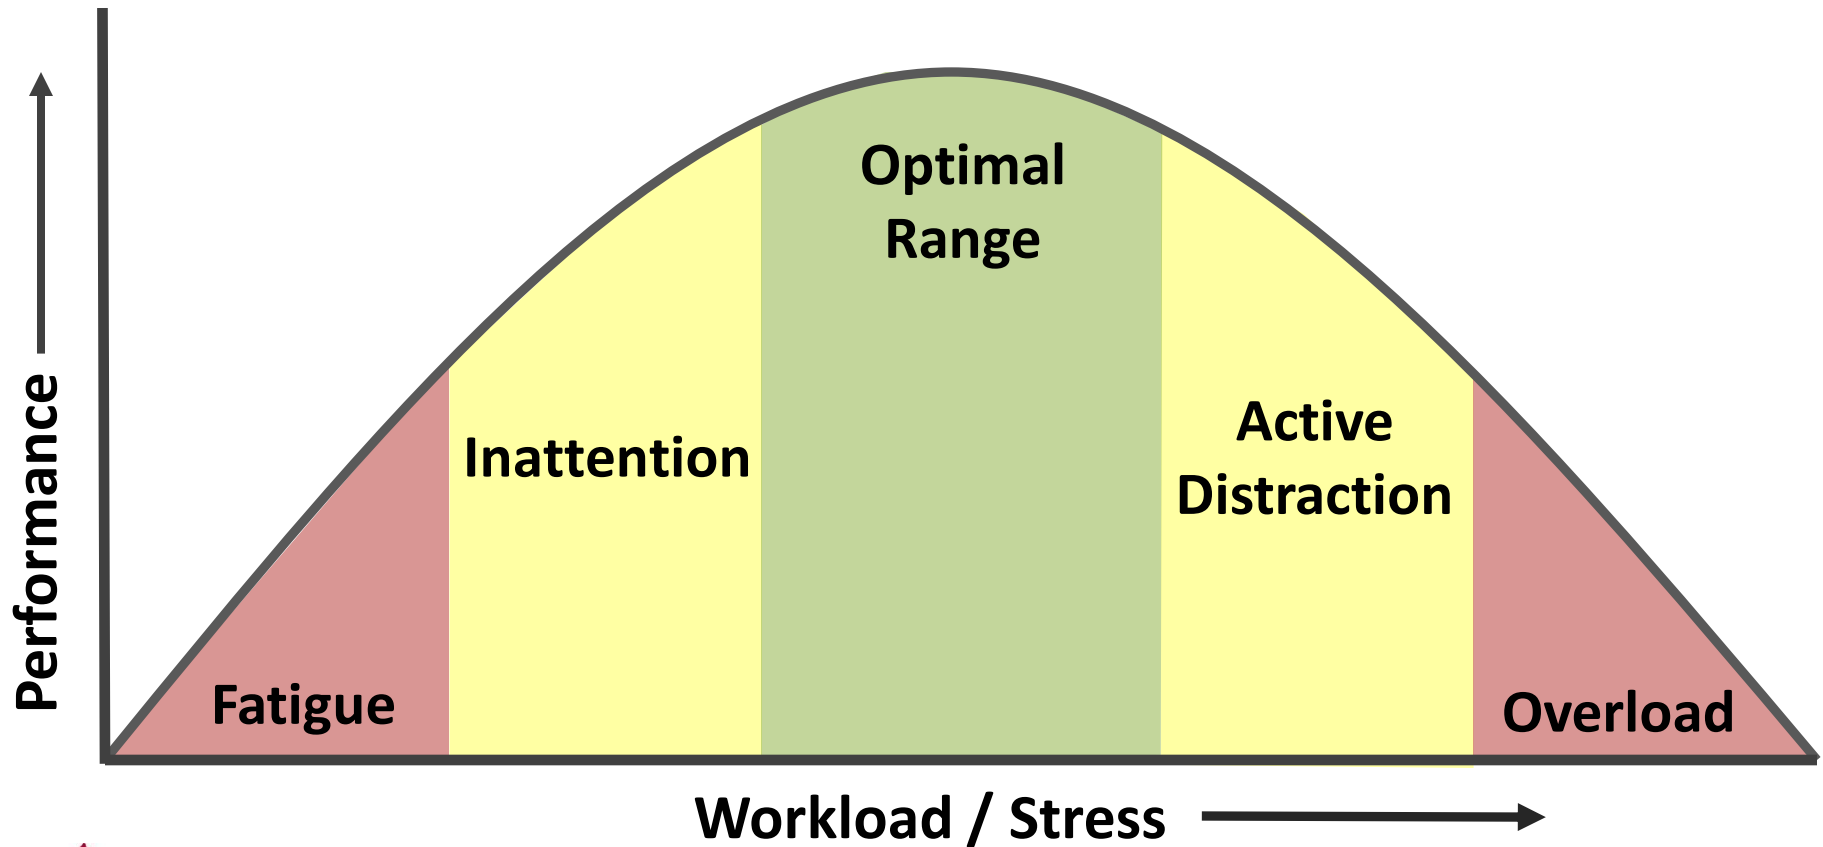 Performance
Optimal
Range
Inattention
Active
Distraction
Fatigue
Overload
Workload / Stress